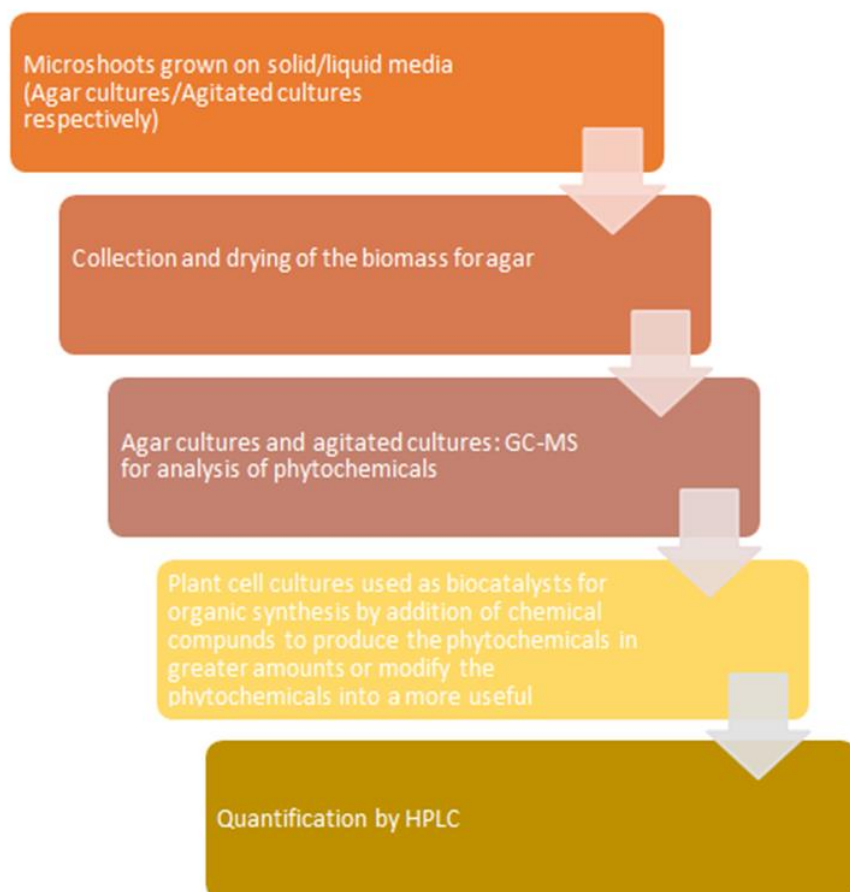 Microshoots grown on solid/liquid media
(Agar cultures/Agitated cultures
respectively)
Collection and drying of the biomass for agar
Agar cultures and agitated cultures: GC-MS
for analysis of phytochemicals
Plant cell cultures used as biocatalysts for
organic synthesis by addition of chemical
compunds to produce the phytochemicals in
greater amounts or modify the
phytochemicals into a more useful
Quantification by HPLC